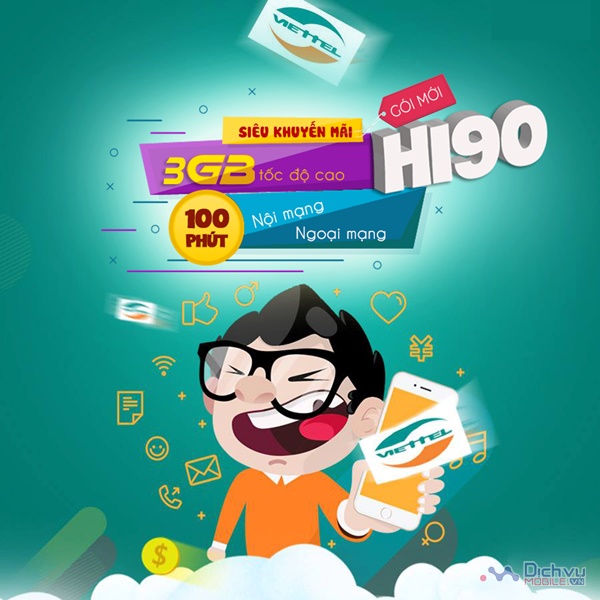 VIETTEL
GÓI MỚI
SIÊU KHUYẾN MÃI
HI90
3GB tốc độ cao
100 PHÚT
Nội mạng
Ngoại mạng
VIETTEL
Dichvu
MOBILE.VN